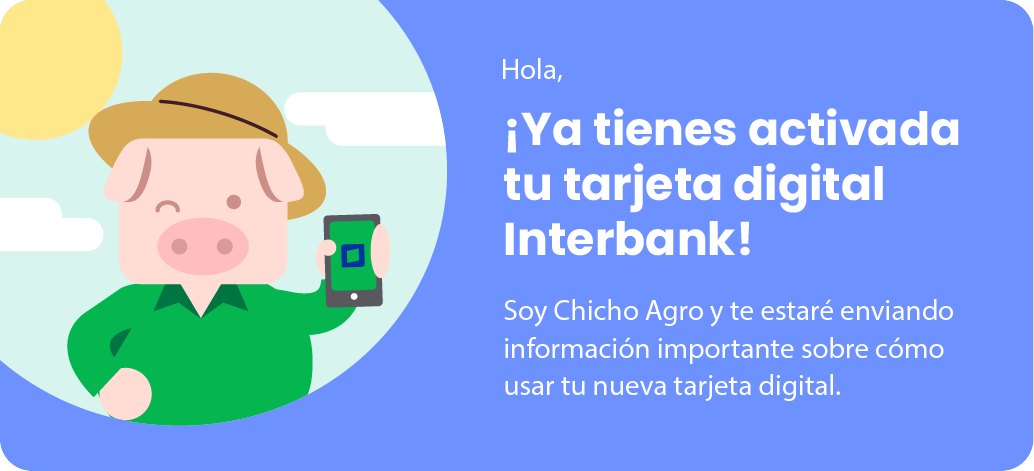 Hola,
¡Ya tienes activada
tu tarjeta digital
Interbank!
Soy Chicho Agro y te estaré enviando
información importante sobre cómo
usar tu nueva tarjeta digital.